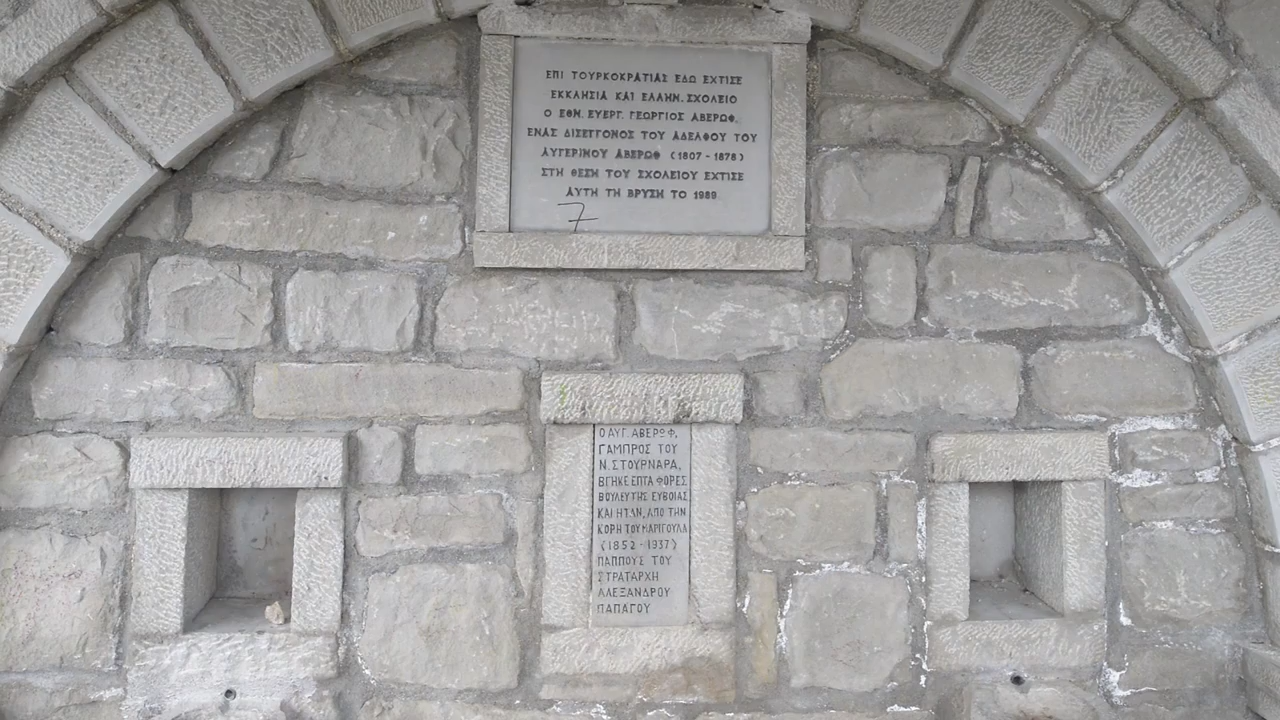 ΕΠΙ ΤΟΥΡΚΟΚΡΑΤΙΑΣ ΕΔΩ ΕΧΤΙΣΕ
ΕΚΚΛΗΣΙΑ ΚΑΙ ΕΛΛΗΝ. ΣΧΟΛΕΙΟ
Ο ΕΘΝ. ΕΥΕΡΓ. ΓΕΩΡΓΙΟΣ ΑΒΕΡΩΦ.
ΕΝΑΣ ΔΙΣΕΓΓΟΝΟΣ ΤΟΥ ΑΔΕΛΦΟΥ ΤΟΥ
ΑΥΓΕΡΙΝΟΥ ΑΒΕΡΩΦ (1807 - 1878)
ΣΤΗ ΘΕΣΗ ΤΟΥ ΣΧΟΛΕΙΟΥ ΕΧΤΙΣΕ
ΑΥΤΗ ΤΗ ΒΡΥΣΗ ΤΟ 1989
7
Ο ΑΥΓ. ΑΒΕΡΩΦ,
ΓΑΜΠΡΟΣ ΤΟΥ
Ν. ΣΤΟΥΡΝΑΡΑ,
ΒΓΗΚΕ ΕΠΤΑ ΦΟΡΕΣ
ΒΟΥΛΕΥΤΗΣ ΕΥΒΟΙΑΣ
ΚΑΙ ΗΤΑΝ, ΑΠΟ ΤΗΝ
ΚΟΡΗ ΤΟΥ ΜΑΡΙΓΟΥΛΑ
(1852 - 1937)
ΠΑΠΠΟΥΣ ΤΟΥ
ΣΤΡΑΤΑΡΧΗ
ΑΛΕΞΑΝΔΡΟΥ
ΠΑΠΑΓΟΥ